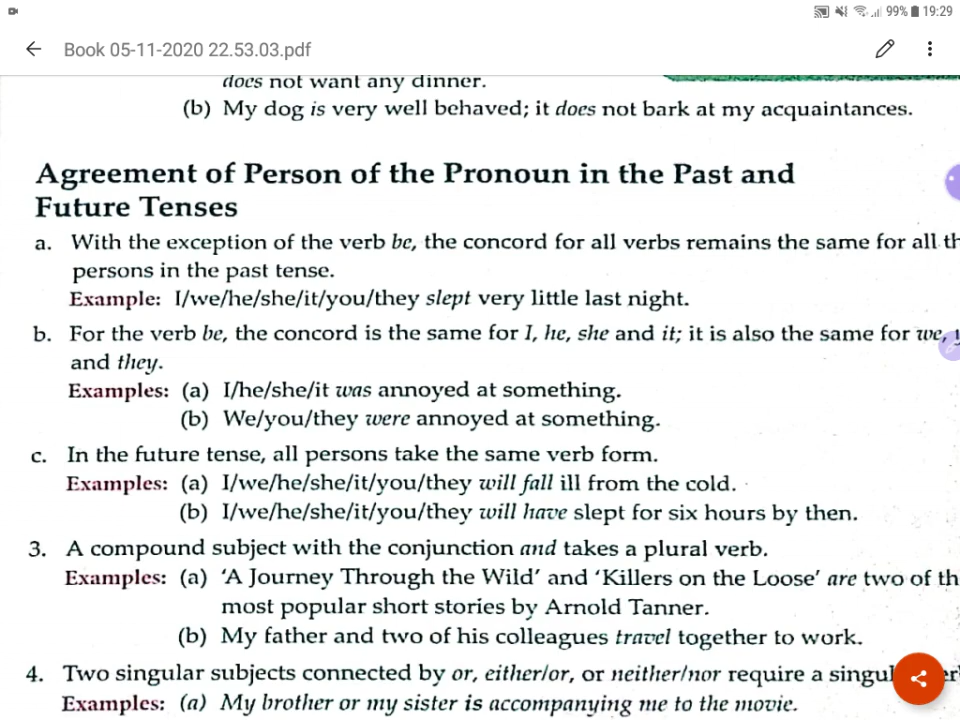 99% 19:29
Book 05-11-2020 22.53.03.pdf
does not want any dinner.
(b) My dog is very well behaved; it does not bark at my acquaintances.
Agreement of Person of the Pronoun in the Past and
Future Tenses
a. With the exception of the verb be, the concord for all verbs remains the same for all th
persons in the past tense.
Example: I/we/he/she/it/you/they slept very little last night.
b. For the verb be, the concord is the same for I, he, she and it; it is also the same for we,
and they.
Examples: (a) I/he/she/it was annoyed at something.
(b) We/you/they were annoyed at something.
c. In the future tense, all persons take the same verb form.
Examples: (a) I/we/he/she/it/you/they will fall ill from the cold.
(b) I/we/he/she/it/you/they will have slept for six hours by then.
3. A compound subject with the conjunction and takes a plural verb.
Examples: (a) ‘A Journey Through the Wild’ and ‘Killers on the Loose’ are two of th
most popular short stories by Arnold Tanner.
(b) My father and two of his colleagues travel together to work.
4. Two singular subjects connected by or, either/or, or neither/nor require a singul
Examples: (a) My brother or my sister is accompanying me to the movie.